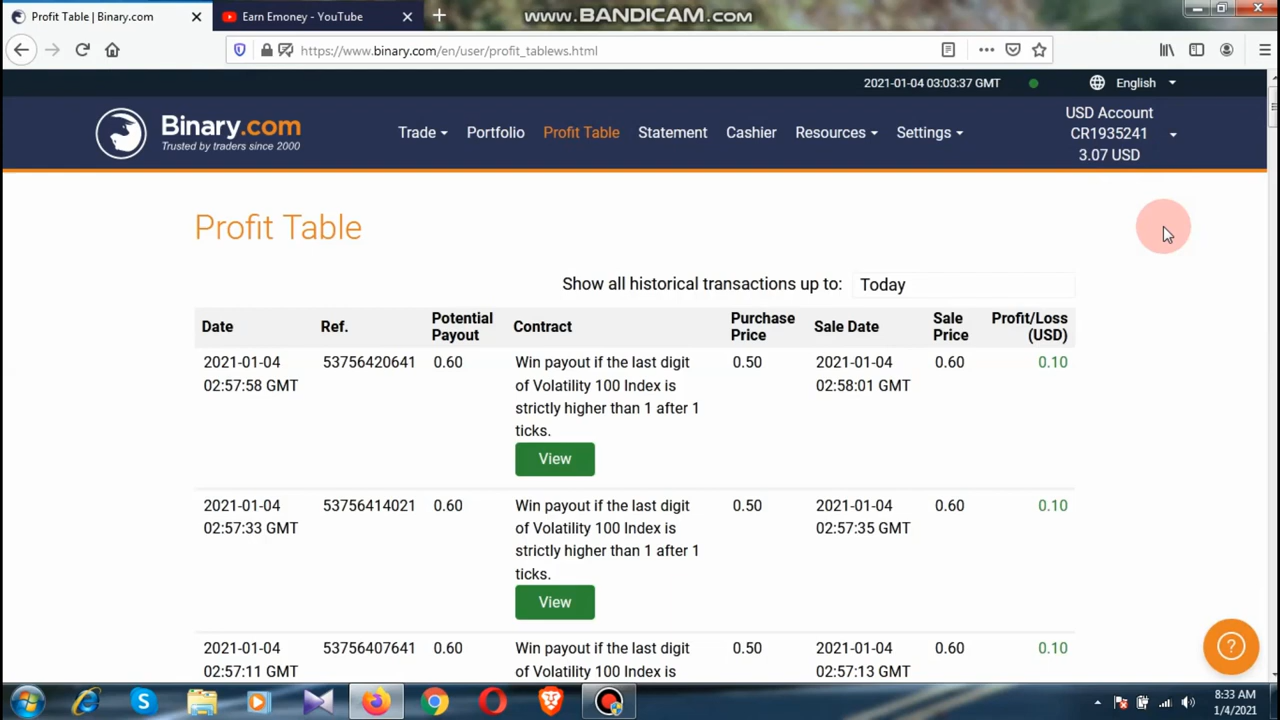 Profit Table | Binary.com
Earn Emoney - YouTube
www.BANDICAM.com
https://www.binary.com/en/user/profit_tablews.html
2021-01-04 03:03:37 GMT
English
Binary.com
Trusted by traders since 2000
Trade
Portfolio
Profit Table
Statement
Cashier
Resources
Settings
USD Account
CR1935241
3.07 USD
Profit Table
Show all historical transactions up to: Today
Date
Ref.
Potential
Payout
Contract
Purchase
Price
Sale Date
Sale
Price
Profit/Loss
(USD)
2021-01-04
02:57:58 GMT
53756420641
0.60
Win payout if the last digit
of Volatility 100 Index is
strictly higher than 1 after 1
ticks.
View
0.50
2021-01-04
02:58:01 GMT
0.60
0.10
2021-01-04
02:57:33 GMT
53756414021
0.60
Win payout if the last digit
of Volatility 100 Index is
strictly higher than 1 after 1
ticks.
View
0.50
2021-01-04
02:57:35 GMT
0.60
0.10
2021-01-04
02:57:11 GMT
53756407641
0.60
Win payout if the last digit
of Volatility 100 Index is
0.50
2021-01-04
02:57:13 GMT
0.60
0.10
8:33 AM
1/4/2021